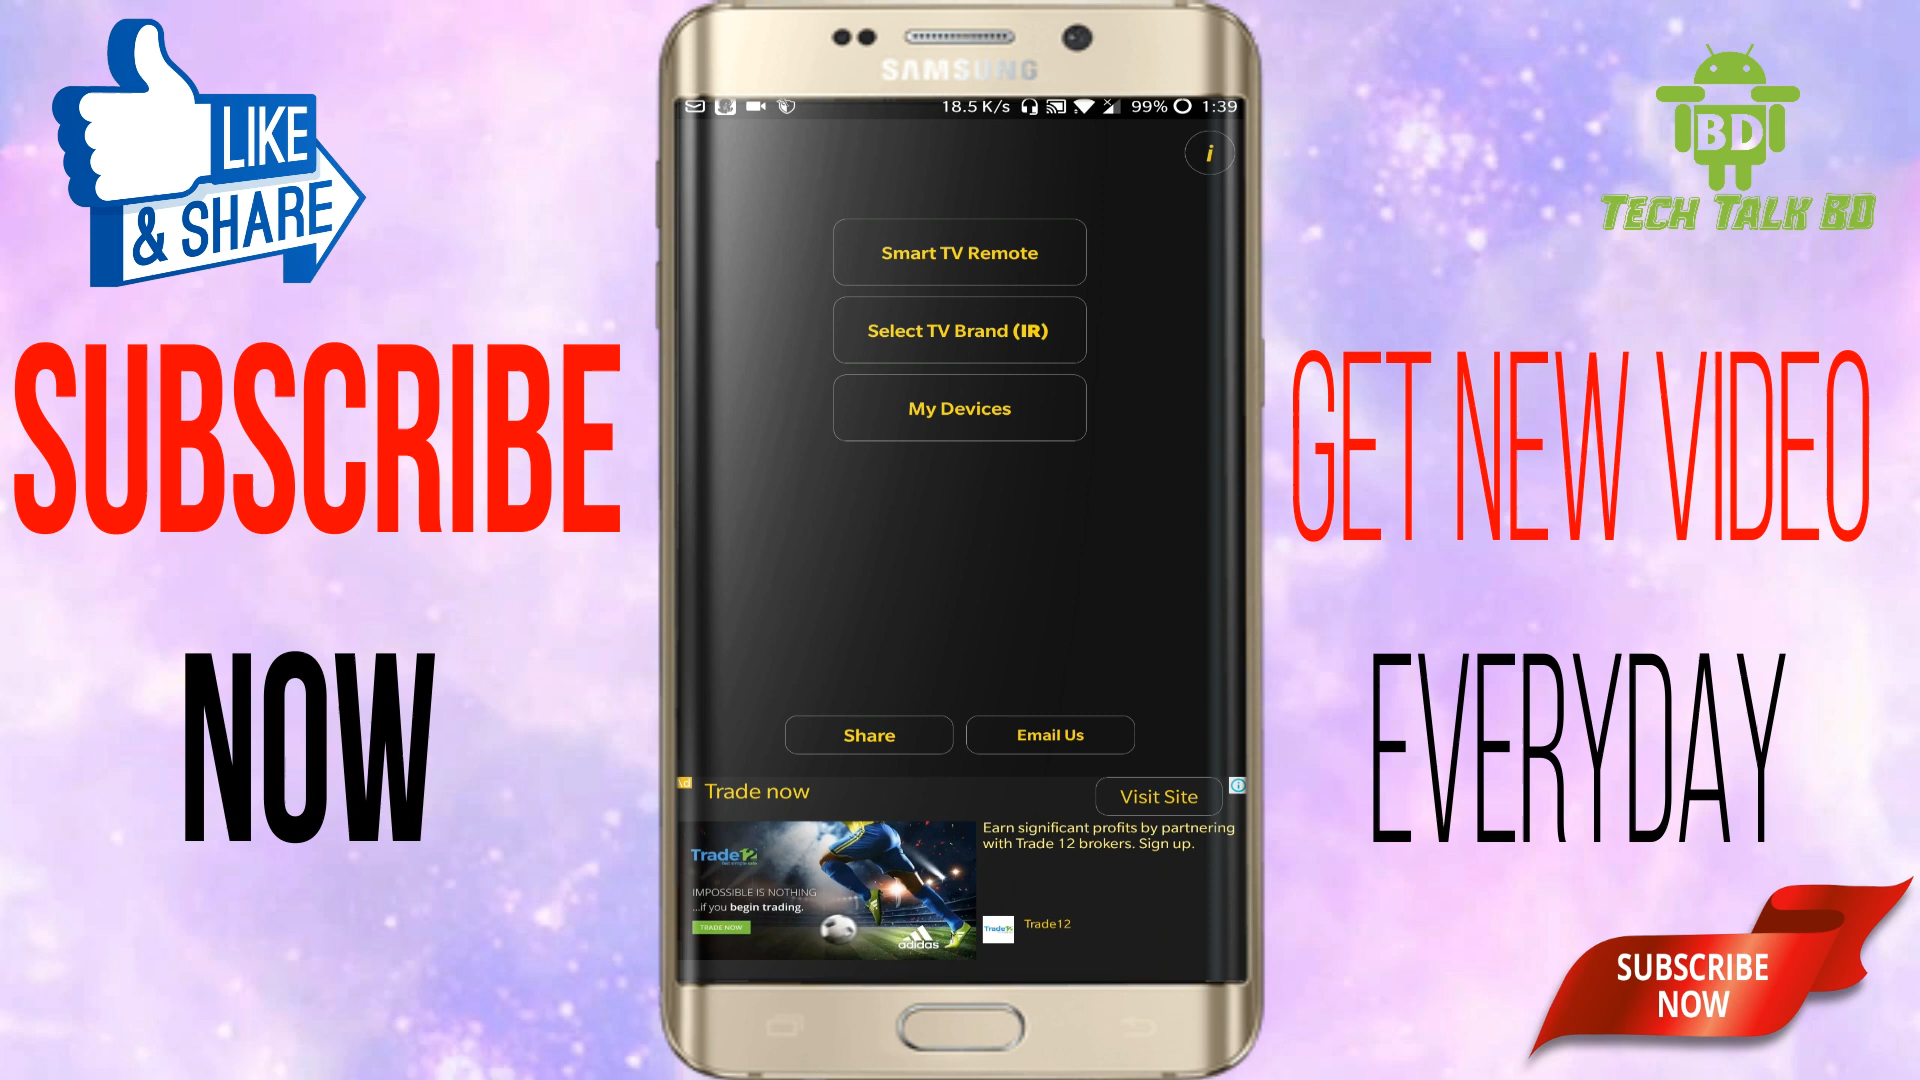 LIKE
& SHARE
SUBSCRIBE
NOW
SAMSUNG
18.5 K/s 99% 1:39
i
Smart TV Remote
Select TV Brand (IR)
My Devices
Share
Email Us
Ad
Trade now
Visit Site
Trade12
IMPOSSIBLE IS NOTHING
...if you begin trading.
TRADE NOW
adidas
Earn significant profits by partnering
with Trade 12 brokers. Sign up.
Trade12
Trade12
BD
TECH TALK BD
GET NEW VIDEO
EVERYDAY
SUBSCRIBE
NOW